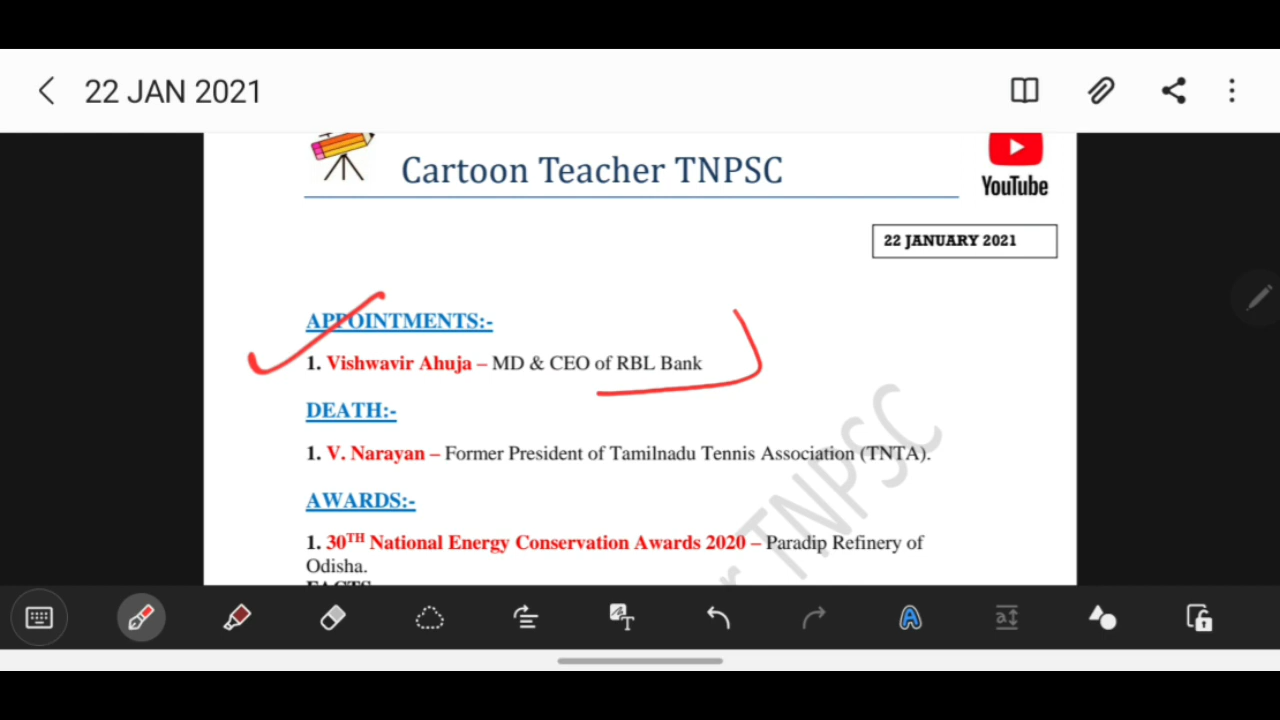 22 JAN 2021
Cartoon Teacher TNPSC
YouTube
22 JANUARY 2021
APPOINTMENTS:-
1. Vishwavir Ahuja – MD & CEO of RBL Bank
DEATH:-
1. V. Narayan – Former President of Tamilnadu Tennis Association (TNTA).
AWARDS:-
1. 30TH National Energy Conservation Awards 2020 – Paradip Refinery of
Odisha.
r TNPSC